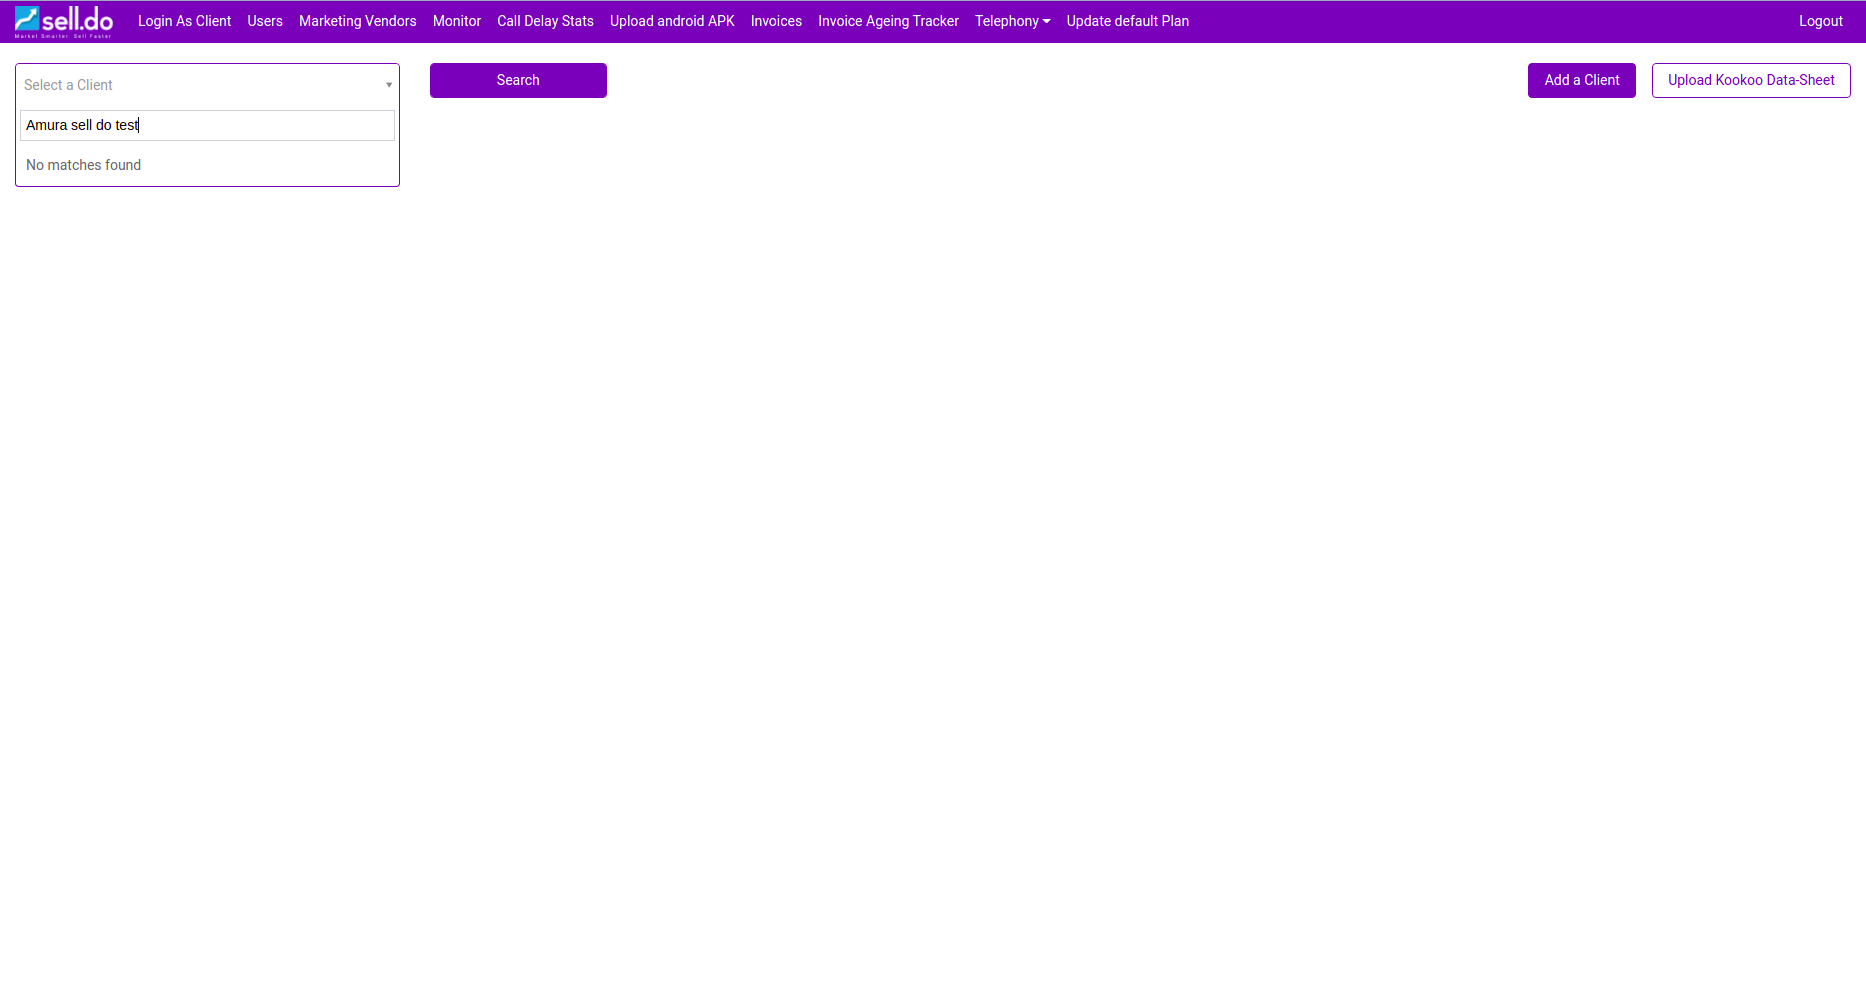 sell.do
Market Smarter Sell Faster
Login As Client Users Marketing Vendors Monitor Call Delay Stats Upload android APK Invoices Invoice Ageing Tracker Telephony Update default Plan Logout
Select a Client
Search
Add a Client
Upload Kookoo Data-Sheet
Amura sell do test
No matches found